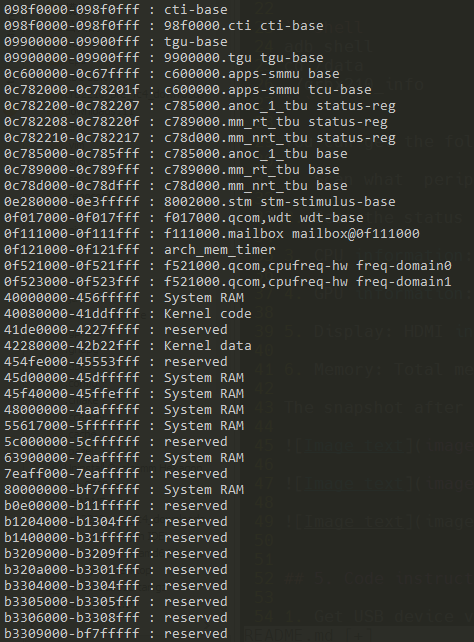 098f0000-098f0fff : cti-base
098f0000-098f0fff : 98f0000.cti cti-base
09900000-09900fff : tgu-base
09900000-09900fff : 9900000.tgu tgu-base
0c600000-0c67ffff : c600000.apps-smmu base
0c782000-0c78201f : c600000.apps-smmu tcu-base
0c782200-0c782207 : c785000.anoc_1_tbu status-reg
0c782208-0c78220f : c789000.mm_rt_tbu status-reg
0c782210-0c782217 : c78d000.mm_nrt_tbu status-reg
0c785000-0c785fff : c785000.anoc_1_tbu base
0c789000-0c789fff : c789000.mm_rt_tbu base
0c78d000-0c78dfff : c78d000.mm_nrt_tbu base
0e280000-0e3fffff : 8002000.stm stm-stimulus-base
0f017000-0f017fff : f017000.qcom,wdt wdt-base
0f111000-0f111fff : f111000.mailbox mailbox@0f111000
0f121000-0f121fff : arch_mem_timer
0f521000-0f521fff : f521000.qcom,cpufreq-hw freq-domain0
0f523000-0f523fff : f521000.qcom,cpufreq-hw freq-domain1
40000000-456fffff : System RAM
40080000-41ddffff : Kernel code
41de0000-4227ffff : reserved
42280000-42b22fff : Kernel data
454fe000-45553fff : reserved
45d00000-45dfffff : System RAM
45f40000-45ffefff : System RAM
48000000-4aafffff : System RAM
55617000-5fffffff : System RAM
5c000000-5cffffff : reserved
63900000-7eafffff : System RAM
7eaff000-7eafffff : reserved
80000000-bf7fffff : System RAM
b0e00000-b11fffff : reserved
b1204000-b1304fff : reserved
b1400000-b31fffff : reserved
b3209000-b3209fff : reserved
b320a000-b3301fff : reserved
b3304000-b3304fff : reserved
b3305000-b3305fff : reserved
b3306000-b3308fff : reserved
b3309000-bf7fffff : reserved